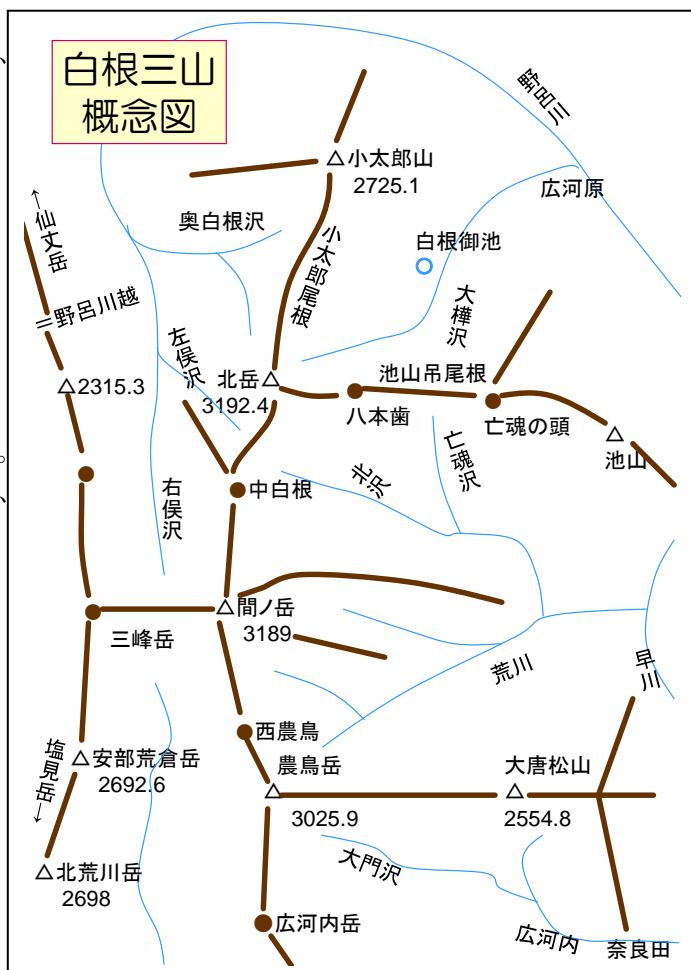 白根三山
概念図
野呂川
小太郎山
2725.1
広河原
←仙丈岳
奥白根沢
小太郎尾根
白根御池
野呂川越
大樺沢
左俣沢
北岳
3192.4
池山吊尾根
2315.3
八本歯
亡魂の頭
池山
亡魂沢
北沢
右俣沢
中白根
間ノ岳
3189
三峰岳
荒川
早川
西農鳥
農鳥岳
3025.9
大唐松山
2554.8
安部荒倉岳
2692.6
塩見岳→
北荒川岳
2698
大門沢
広河内岳
広河内
奈良田